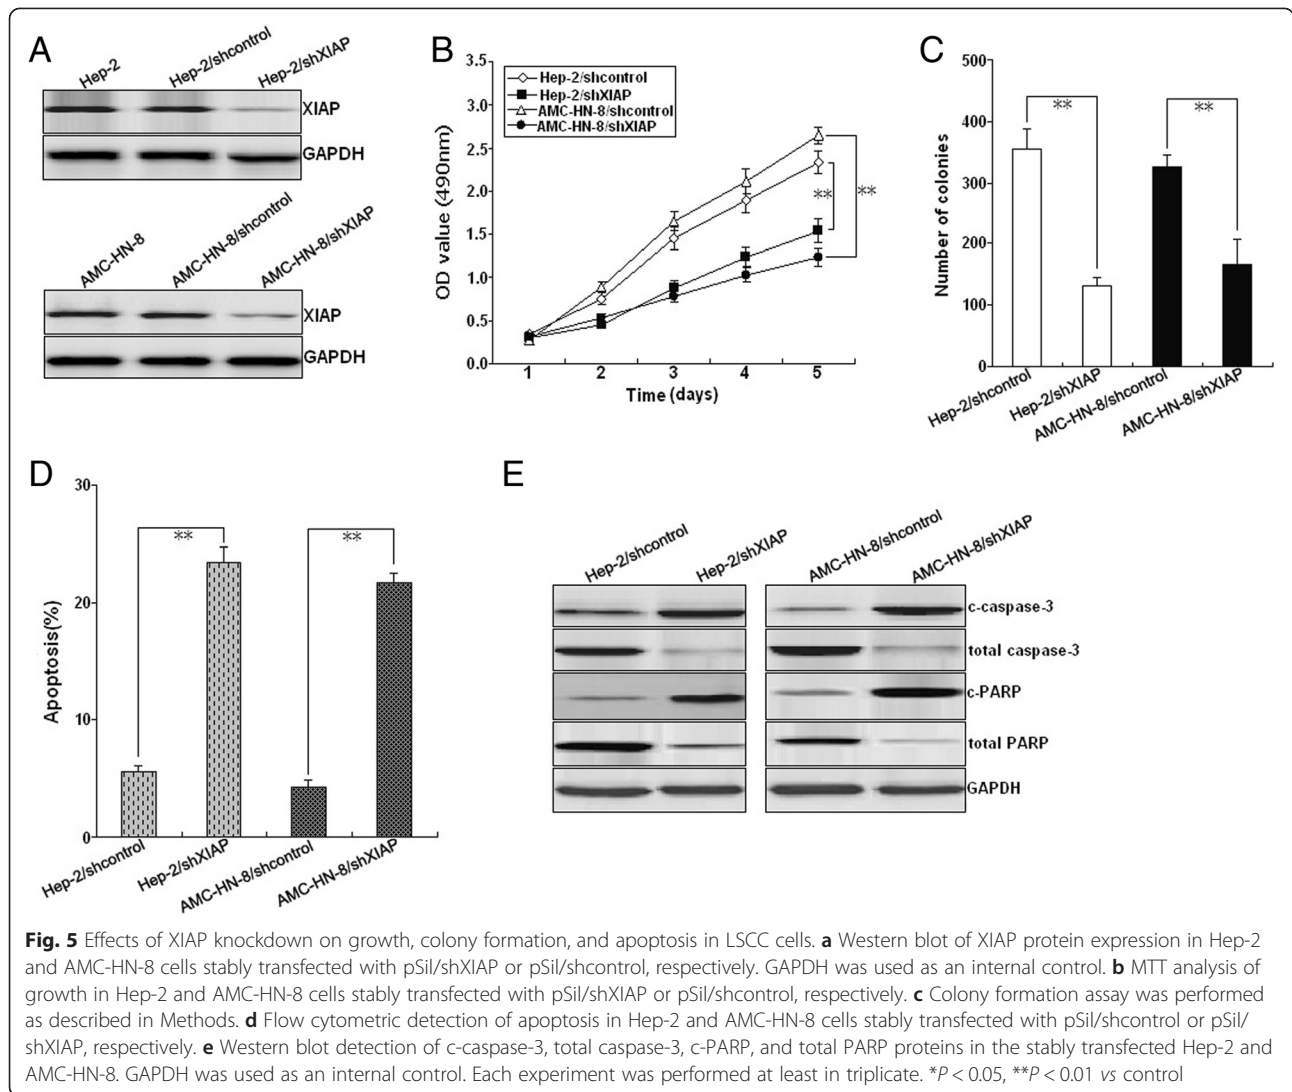 A
Hep-2
Hep-2/shcontrol
Hep-2/shXIAP
XIAP
GAPDH
AMC-HN-8
AMC-HN-8/shcontrol
AMC-HN-8/shXIAP
XIAP
GAPDH
B
3.5
3.0
2.5
2.0
1.5
1.0
0.5
0.0
OD value (490nm)
Hep-2/shcontrol
Hep-2/shXIAP
AMC-HN-8/shcontrol
AMC-HN-8/shXIAP
**
**
1 2 3 4 5
Time (days)
C
500
400
300
200
100
0
Number of colonies
**
**
Hep-2/shcontrol
Hep-2/shXIAP
AMC-HN-8/shcontrol
AMC-HN-8/shXIAP
D
30
20
10
0
Apoptosis(%)
**
**
Hep-2/shcontrol
Hep-2/shXIAP
AMC-HN-8/shcontrol
AMC-HN-8/shXIAP
E
Hep-2/shcontrol
Hep-2/shXIAP
AMC-HN-8/shcontrol
AMC-HN-8/shXIAP
c-caspase-3
total caspase-3
c-PARP
total PARP
GAPDH
Fig. 5 Effects of XIAP knockdown on growth, colony formation, and apoptosis in LSCC cells. a Western blot of XIAP protein expression in Hep-2
and AMC-HN-8 cells stably transfected with pSil/shXIAP or pSil/shcontrol, respectively. GAPDH was used as an internal control. b MTT analysis of
growth in Hep-2 and AMC-HN-8 cells stably transfected with pSil/shXIAP or pSil/shcontrol, respectively. c Colony formation assay was performed
as described in Methods. d Flow cytometric detection of apoptosis in Hep-2 and AMC-HN-8 cells stably transfected with pSil/shcontrol or pSil/
shXIAP, respectively. e Western blot detection of c-caspase-3, total caspase-3, c-PARP, and total PARP proteins in the stably transfected Hep-2 and
AMC-HN-8. GAPDH was used as an internal control. Each experiment was performed at least in triplicate. *P < 0.05, **P < 0.01 vs control